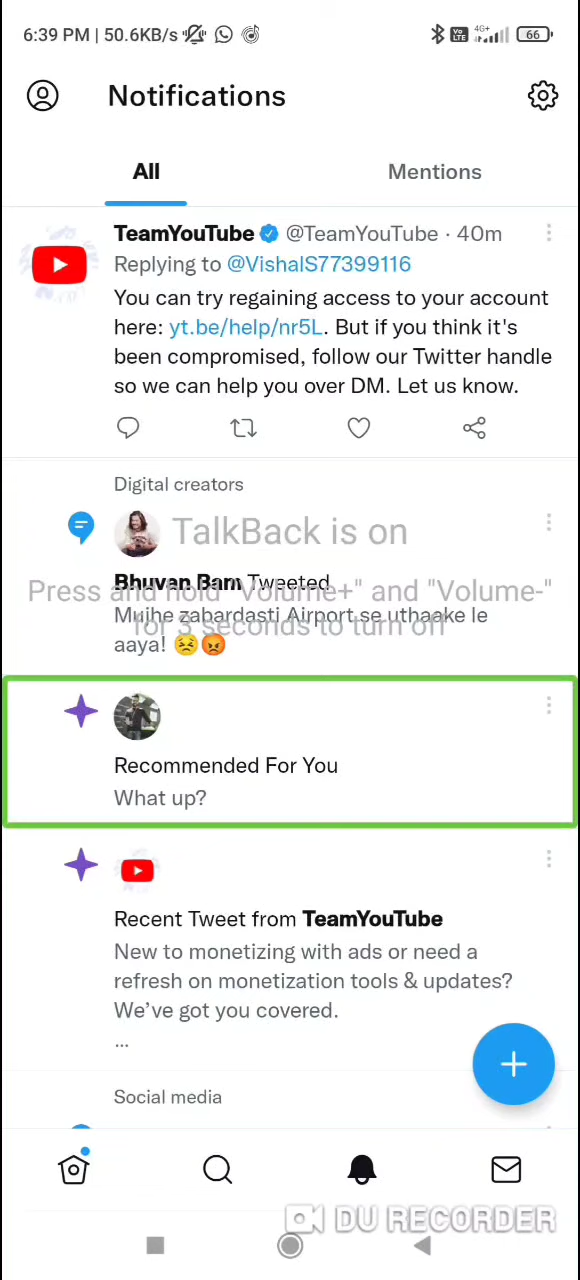 6:39 PM | 50.6KB/s
Vo LTE 4G+ 66
Notifications
All Mentions
TeamYouTube @TeamYouTube · 40m
Replying to @VishalS77399116
You can try regaining access to your account
here: yt.be/help/nr5L. But if you think it's
been compromised, follow our Twitter handle
so we can help you over DM. Let us know.
Digital creators
TalkBack is on
Bhuvan Bam Tweeted
Press and hold "Volume+" and "Volume-"
Mujhe zabardasti Airport se uthaake le
for 3 seconds to turn off
aaya! 😣😡
Recommended For You
What up?
Recent Tweet from TeamYouTube
New to monetizing with ads or need a
refresh on monetization tools & updates?
We’ve got you covered.
...
Social media
DU RECORDER